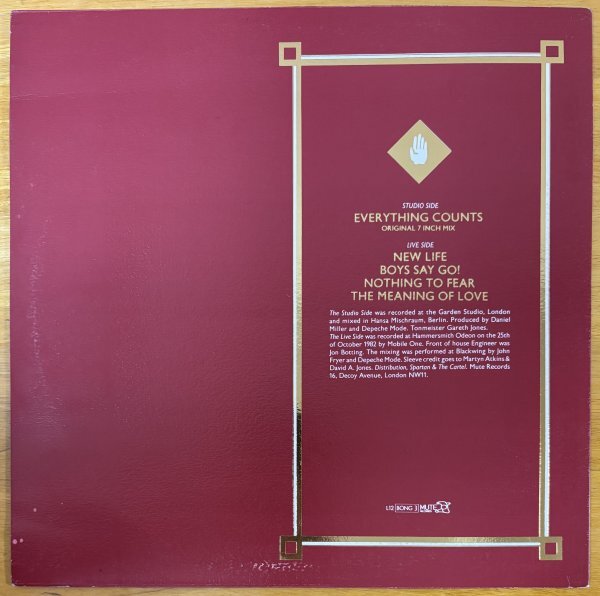 STUDIO SIDE
EVERYTHING COUNTS
ORIGINAL 7 INCH MIX
LIVE SIDE
NEW LIFE
BOYS SAY GO!
NOTHING TO FEAR
THE MEANING OF LOVE
The Studio Side was recorded at the Garden Studio, London
and mixed in Hansa Mischraum, Berlin. Produced by Daniel
Miller and Depeche Mode. Tonmeister Gareth Jones.
The Live Side was recorded at Hammersmich Odeon on the 25th
of October 1982 by Mobile One. Front of house Engineer was
Jon Botting. The mixing was performed at Blackwing by John
Fryer and Depeche Mode. Sleeve credit goes to Martyn Atkins &
David A. Jones. Distribution, Spartan & The Cartel. Mute Records
16, Decoy Avenue, London NW11.
L12 BONG 3 MUTE